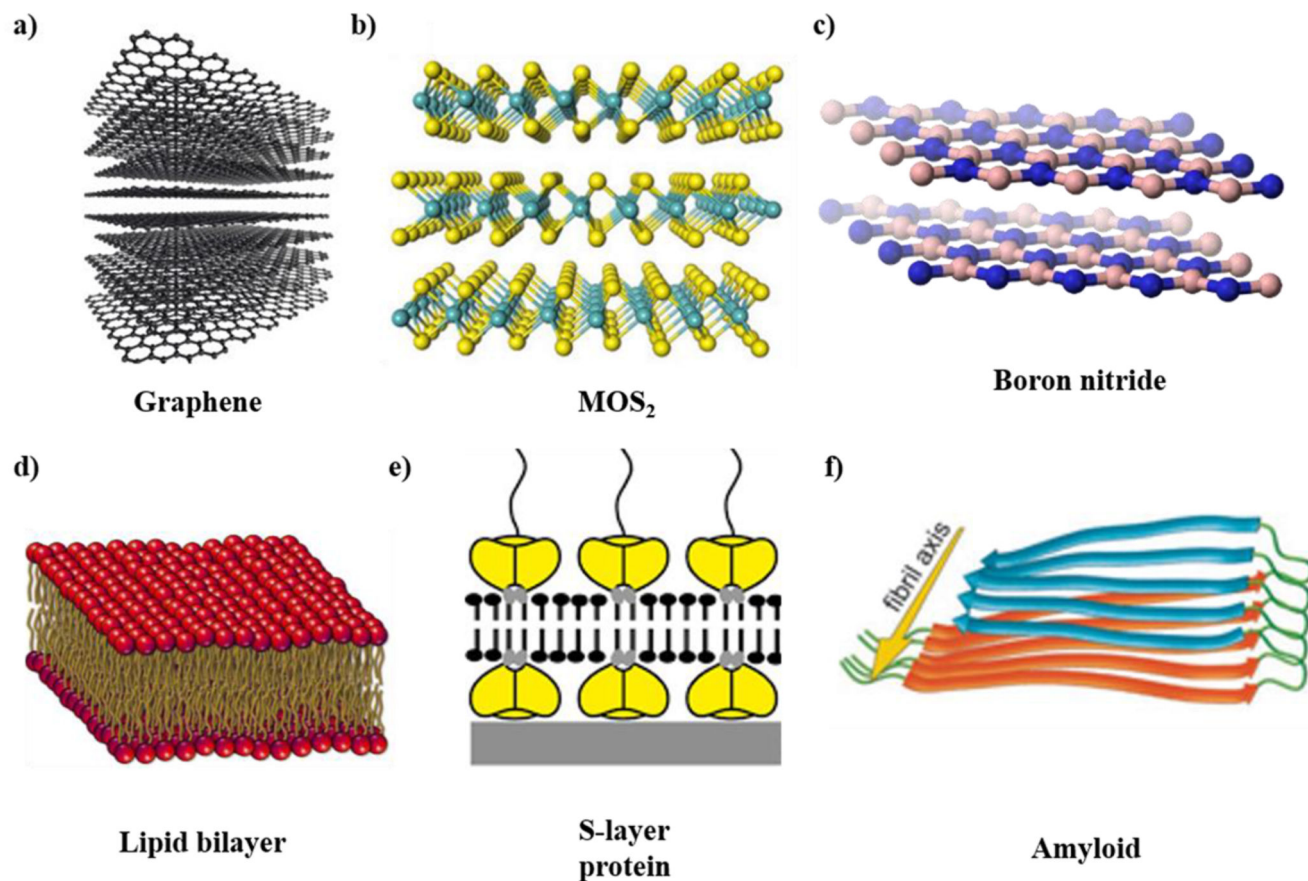 a)
b)
c)
Graphene
MOS₂
Boron nitride
d)
e)
f)
fibril axis
Lipid bilayer
S-layer
protein
Amyloid